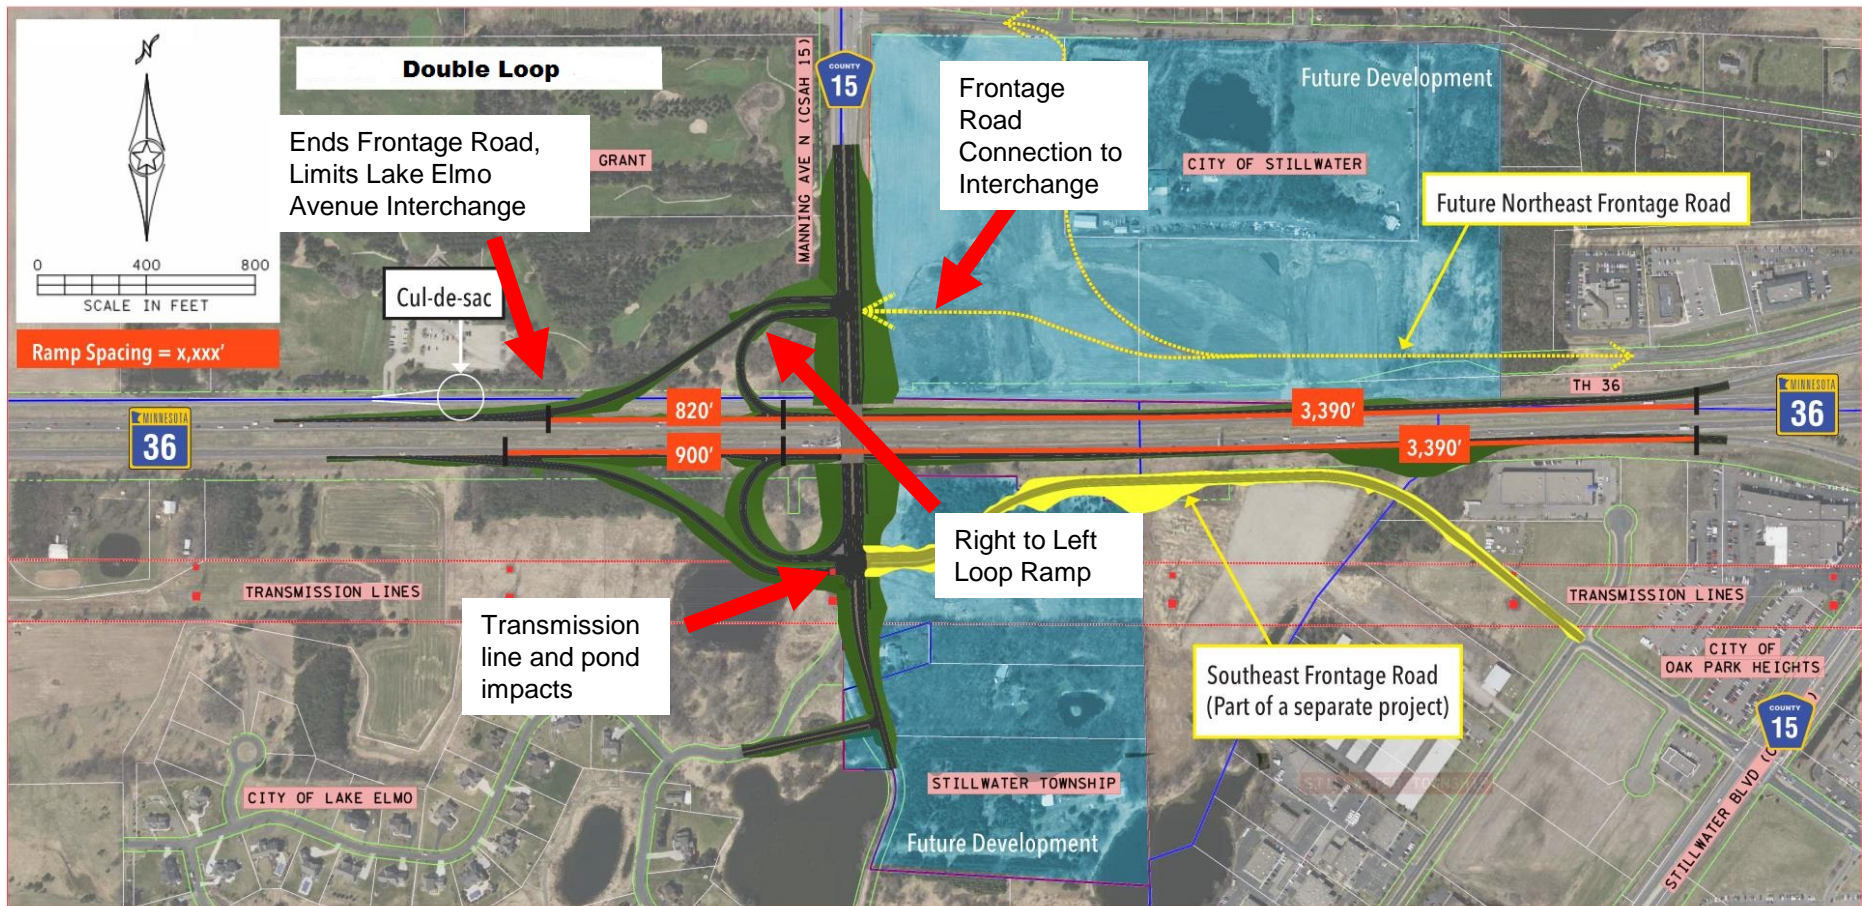 N
0 400 800
SCALE IN FEET
Ramp Spacing = x,xxx'
Double Loop
Ends Frontage Road,
Limits Lake Elmo
Avenue Interchange
GRANT
Cul-de-sac
MANNING AVE N (CSAH 15)
COUNTY
15
Frontage
Road
Connection to
Interchange
Future Development
CITY OF STILLWATER
Future Northeast Frontage Road
TH 36
MINNESOTA
36
820'
3,390'
MINNESOTA
36
900'
3,390'
Right to Left
Loop Ramp
TRANSMISSION LINES
TRANSMISSION LINES
Transmission
line and pond
impacts
Southeast Frontage Road
(Part of a separate project)
CITY OF
OAK PARK HEIGHTS
COUNTY
15
STILLWATER BLVD (C
)
STILLWATER TOWNSHIP
CITY OF LAKE ELMO
Future Development